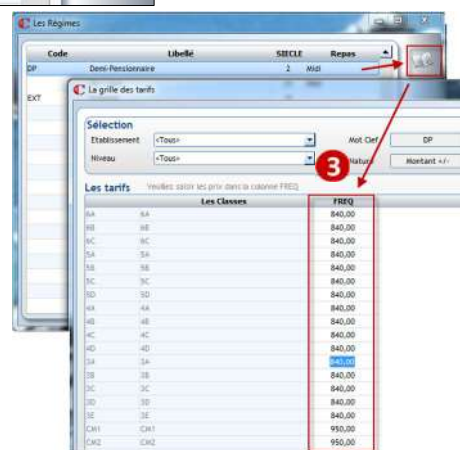 Les Régimes
Code Libellé SIECLE Repas
DP Demi-Pensionnaire 2 Midi
EXT
La grille des tarifs
Sélection
Etablissement <Tous> Mot Clef DP
Niveau <Tous> Nature Montant +/-
3
Les tarifs Veuillez saisir les prix dans la colonne FREQ
Les Classes FREQ
6A 6A 840,00
6B 6B 840,00
6C 6C 840,00
5A 5A 840,00
5B 5B 840,00
5C 5C 840,00
5D 5D 840,00
4A 4A 840,00
4B 4B 840,00
4C 4C 840,00
4D 4D 840,00
3A 3A 840,00
3B 3B 840,00
3C 3C 840,00
3D 3D 840,00
3E 3E 840,00
CM1 CM1 950,00
CM2 CM2 950,00